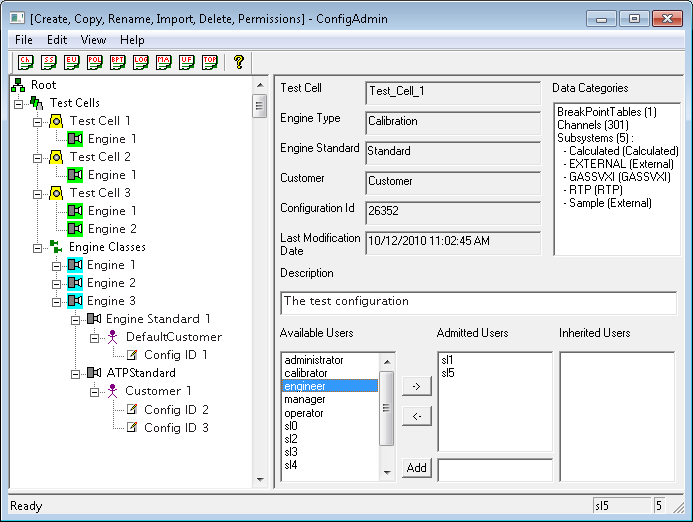 [Create, Copy, Rename, Import, Delete, Permissions] - ConfigAdmin
File Edit View Help
CH SS EU POL BPT LOG MA UF TOP ?
Root
Test Cells
Test Cell 1
Engine 1
Test Cell 2
Engine 1
Test Cell 3
Engine 1
Engine 2
Engine Classes
Engine 1
Engine 2
Engine 3
Engine Standard 1
DefaultCustomer
Config ID 1
ATPStandard
Customer 1
Config ID 2
Config ID 3
Test Cell Test_Cell_1
Engine Type Calibration
Engine Standard Standard
Customer Customer
Configuration Id 26352
Last Modification
Date 10/12/2010 11:02:45 AM
Data Categories
BreakPointTables (1)
Channels (301)
Subsystems (5) :
- Calculated (Calculated)
- EXTERNAL (External)
- GASSVXI (GASSVXI)
- RTP (RTP)
- Sample (External)
Description
The test configuration
Available Users
administrator
calibrator
engineer
manager
operator
sl0
sl2
sl3
sl4
->
<-
Add
Admitted Users
sl1
sl5
Inherited Users
Ready sl5 5